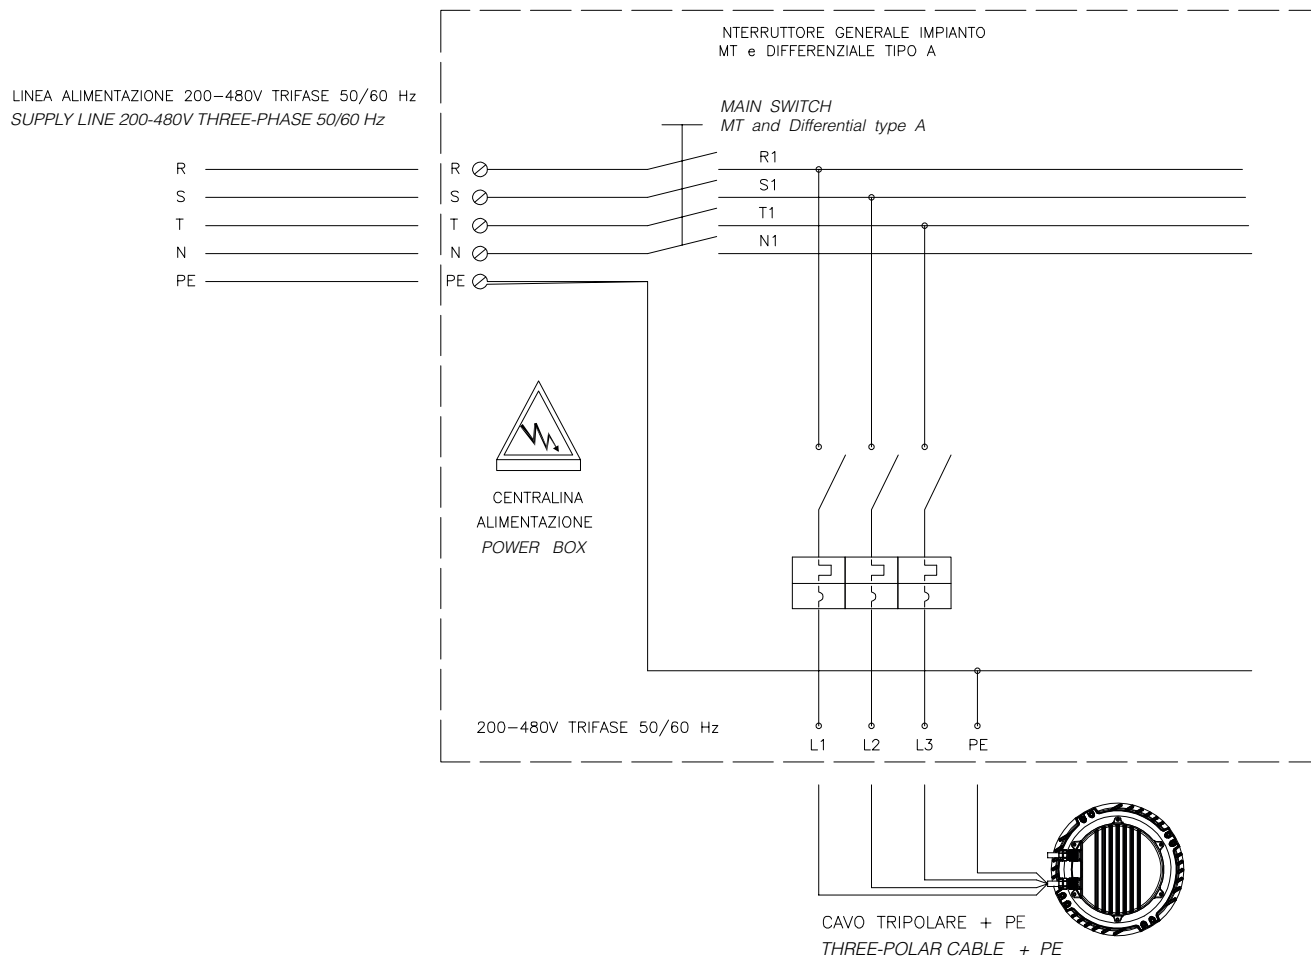 NTERRUTTORE GENERALE IMPIANTO
MT e DIFFERENZIALE TIPO A
LINEA ALIMENTAZIONE 200-480V TRIFASE 50/60 Hz
SUPPLY LINE 200-480V THREE-PHASE 50/60 Hz
MAIN SWITCH
MT and Differential type A
R R R1
S S S1
T T T1
N N N1
PE PE
CENTRALINA
ALIMENTAZIONE
POWER BOX
200-480V TRIFASE 50/60 Hz
L1 L2 L3 PE
CAVO TRIPOLARE + PE
THREE-POLAR CABLE + PE